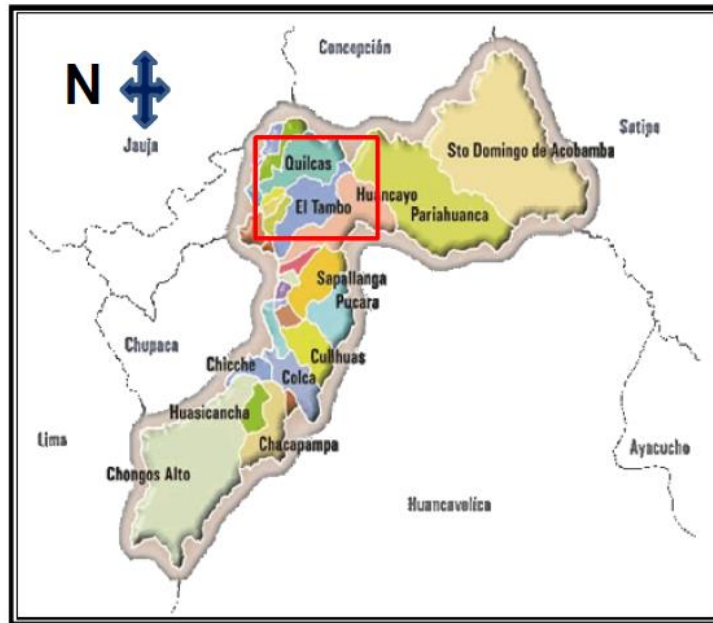 Concepción
N
Jauja
Satipo
Sto Domingo de Acobamba
Quilcas
El Tambo
Huancayo
Pariahuanca
Sapallanga
Pucara
Chupaca
Cullhuas
Chicche
Colca
Huasicancha
Lima
Chacapampa
Ayacucho
Chongos Alto
Huancavelica